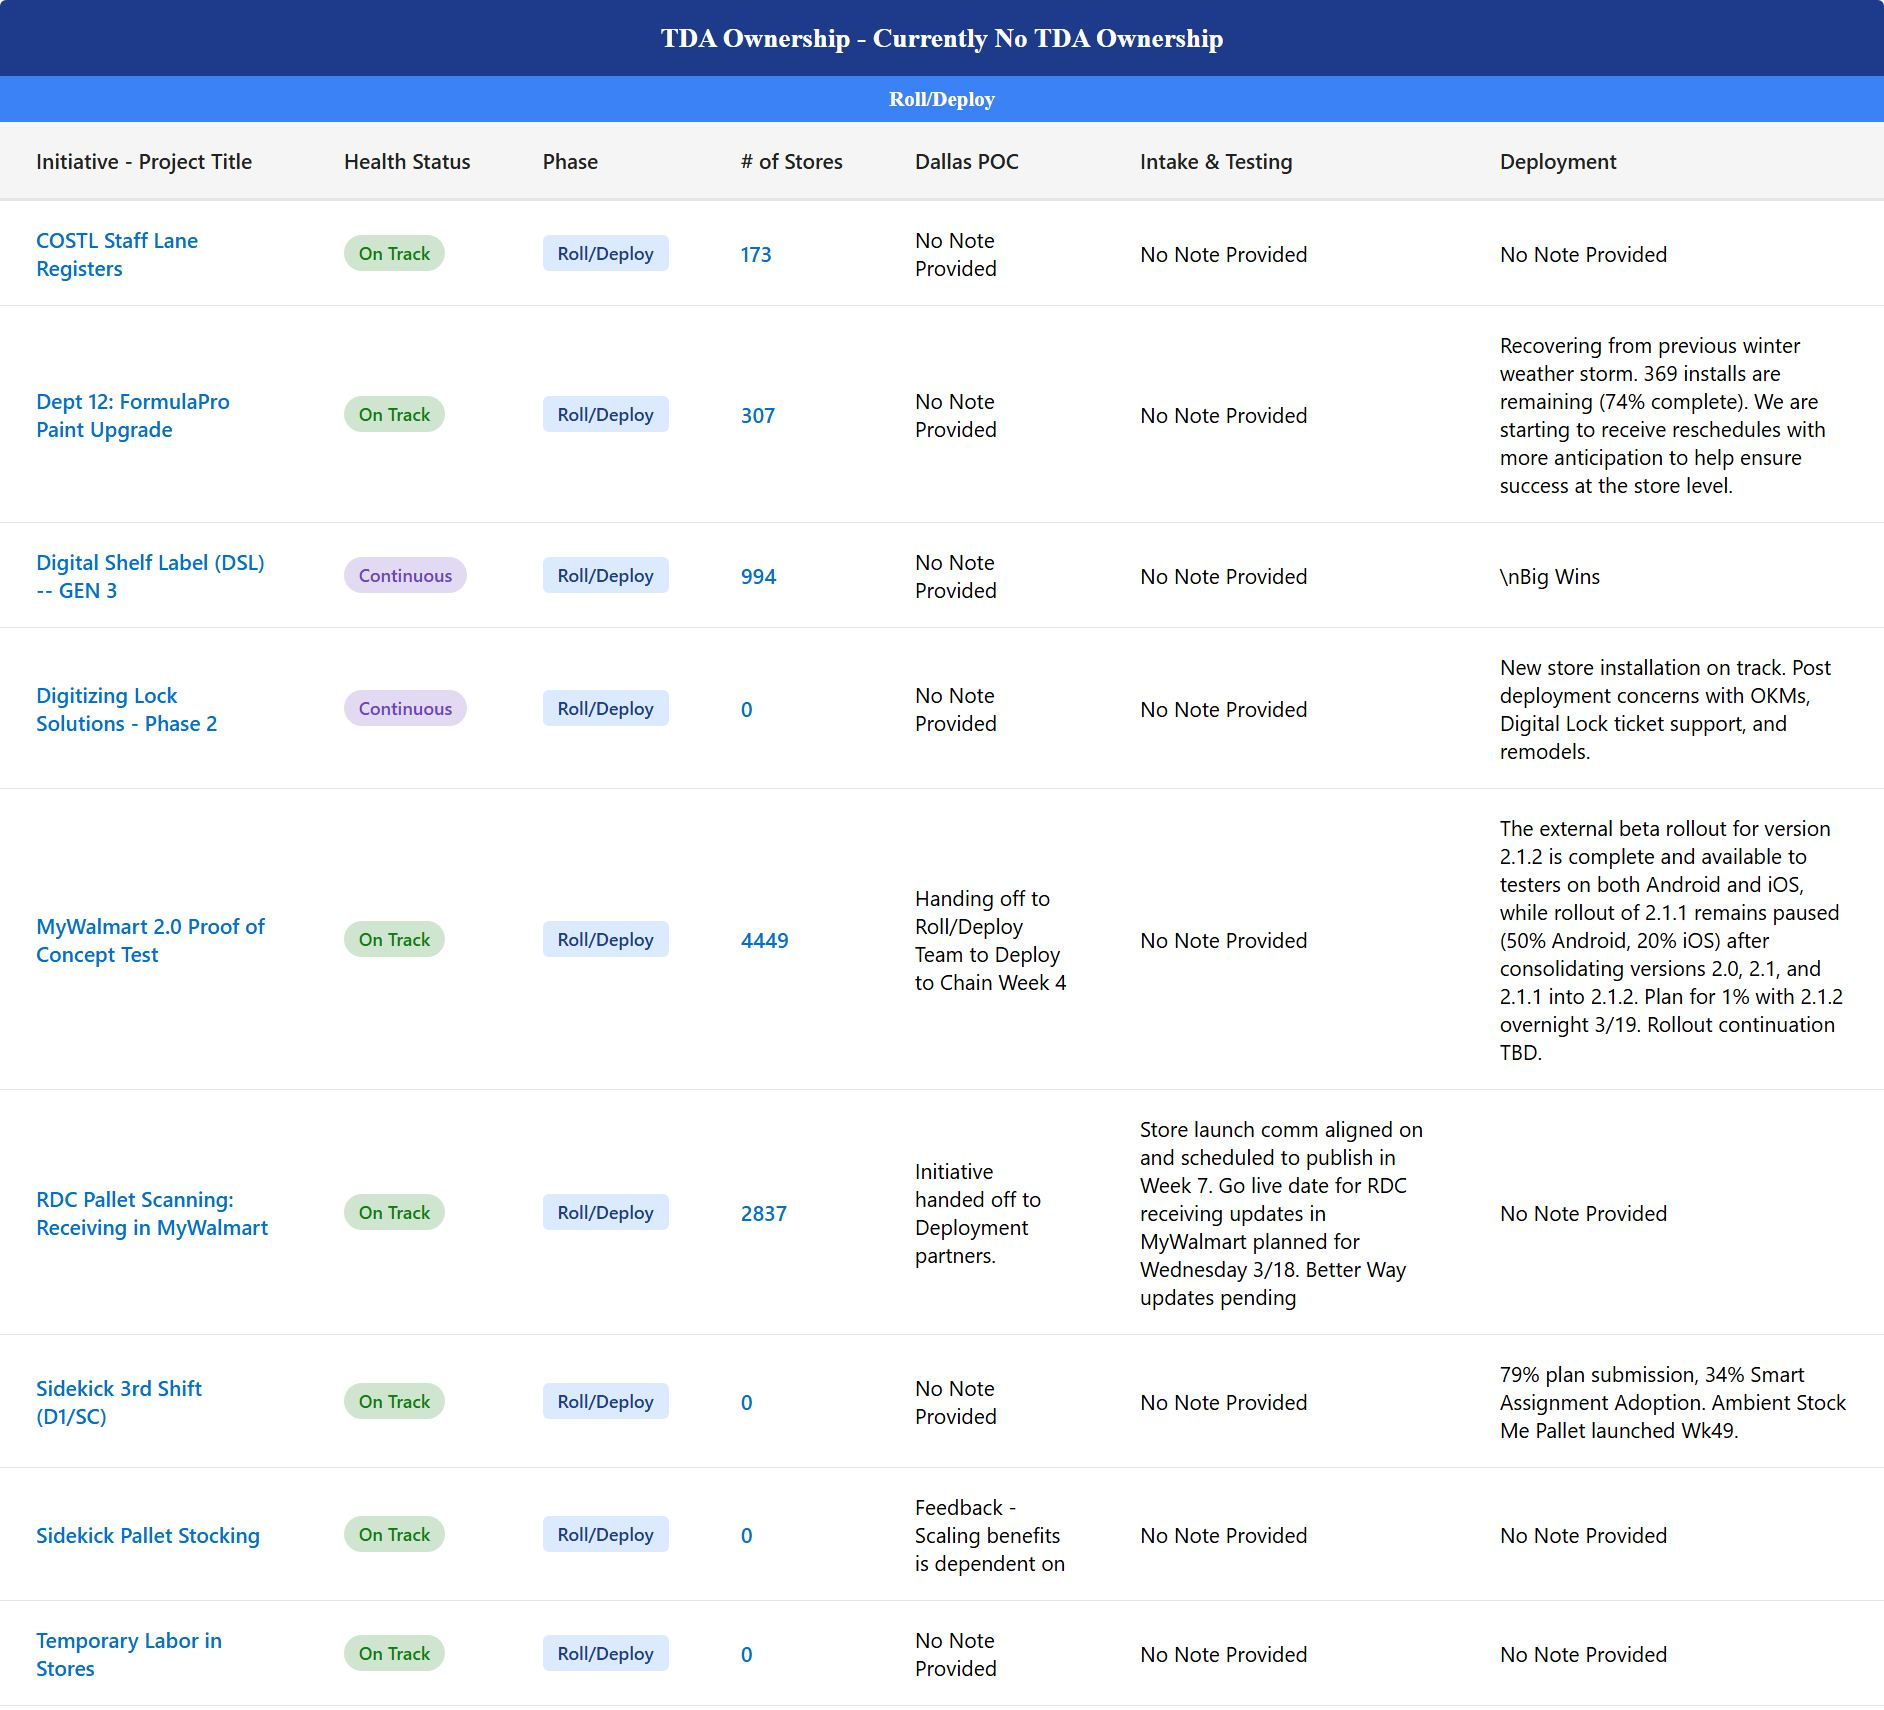 TDA Ownership - Currently No TDA Ownership
Roll/Deploy
Initiative - Project Title Health Status Phase # of Stores Dallas POC Intake & Testing Deployment
COSTL Staff Lane
Registers
On Track
Roll/Deploy
173
No Note
Provided
No Note Provided
No Note Provided
Dept 12: FormulaPro
Paint Upgrade
On Track
Roll/Deploy
307
No Note
Provided
No Note Provided
Recovering from previous winter
weather storm. 369 installs are
remaining (74% complete). We are
starting to receive reschedules with
more anticipation to help ensure
success at the store level.
Digital Shelf Label (DSL)
-- GEN 3
Continuous
Roll/Deploy
994
No Note
Provided
No Note Provided
\nBig Wins
Digitizing Lock
Solutions - Phase 2
Continuous
Roll/Deploy
0
No Note
Provided
No Note Provided
New store installation on track. Post
deployment concerns with OKMs,
Digital Lock ticket support, and
remodels.
MyWalmart 2.0 Proof of
Concept Test
On Track
Roll/Deploy
4449
Handing off to
Roll/Deploy
Team to Deploy
to Chain Week 4
No Note Provided
The external beta rollout for version
2.1.2 is complete and available to
testers on both Android and iOS,
while rollout of 2.1.1 remains paused
(50% Android, 20% iOS) after
consolidating versions 2.0, 2.1, and
2.1.1 into 2.1.2. Plan for 1% with 2.1.2
overnight 3/19. Rollout continuation
TBD.
RDC Pallet Scanning:
Receiving in MyWalmart
On Track
Roll/Deploy
2837
Initiative
handed off to
Deployment
partners.
Store launch comm aligned on
and scheduled to publish in
Week 7. Go live date for RDC
receiving updates in
MyWalmart planned for
Wednesday 3/18. Better Way
updates pending
No Note Provided
Sidekick 3rd Shift
(D1/SC)
On Track
Roll/Deploy
0
No Note
Provided
No Note Provided
79% plan submission, 34% Smart
Assignment Adoption. Ambient Stock
Me Pallet launched Wk49.
Sidekick Pallet Stocking
On Track
Roll/Deploy
0
Feedback -
Scaling benefits
is dependent on
No Note Provided
No Note Provided
Temporary Labor in
Stores
On Track
Roll/Deploy
0
No Note
Provided
No Note Provided
No Note Provided